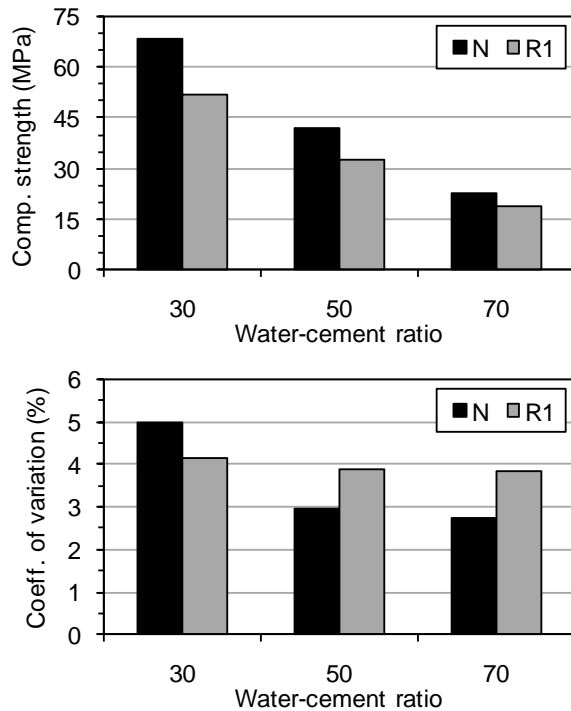 75
60
45
30
15
0
Comp. strength (MPa)
N R1
30 50 70
Water-cement ratio
6
5
4
3
2
1
0
Coeff. of variation (%)
N R1
30 50 70
Water-cement ratio